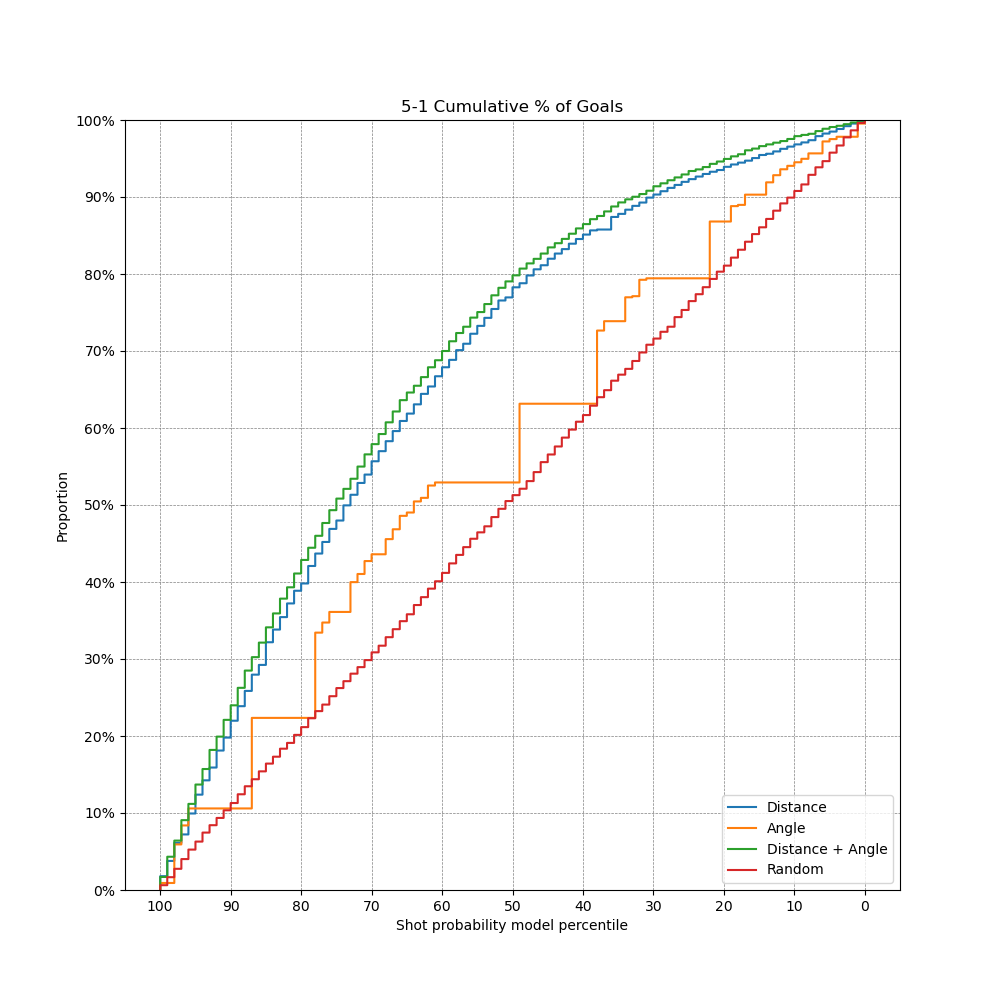 5-1 Cumulative % of Goals
100%
90%
80%
70%
60%
50%
40%
30%
20%
10%
0%
Proportion
100 90 80 70 60 50 40 30 20 10 0
Shot probability model percentile
Distance
Angle
Distance + Angle
Random